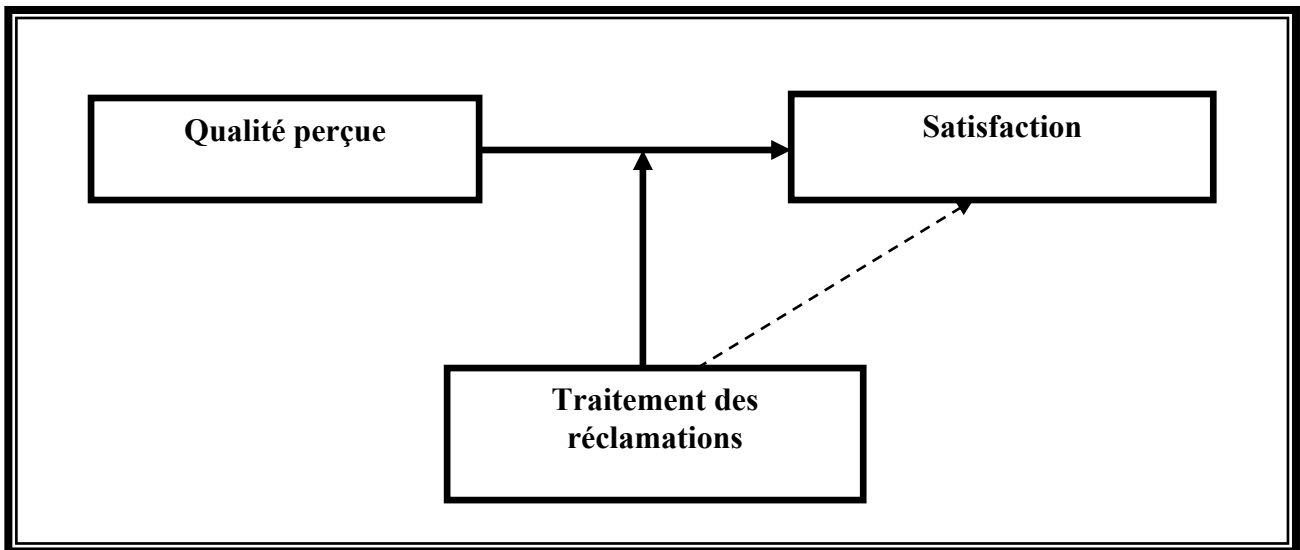 Qualité perçue
Satisfaction
Traitement des
réclamations